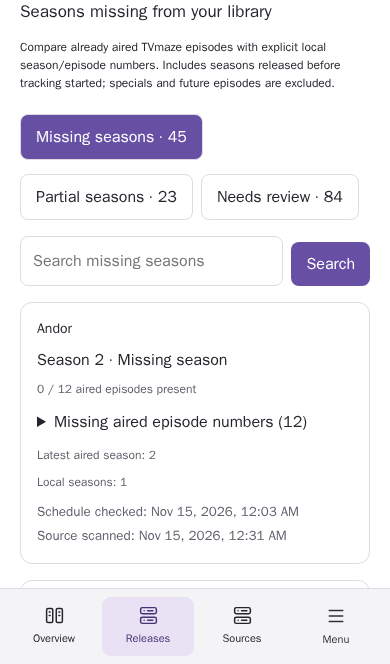 Seasons missing from your library
Compare already aired TVmaze episodes with explicit local
season/episode numbers. Includes seasons released before
tracking started; specials and future episodes are excluded.
Missing seasons · 45
Partial seasons · 23
Needs review · 84
Search missing seasons
Search
Andor
Season 2 · Missing season
0 / 12 aired episodes present
Missing aired episode numbers (12)
Latest aired season: 2
Local seasons: 1
Schedule checked: Nov 15, 2026, 12:03 AM
Source scanned: Nov 15, 2026, 12:31 AM
Overview
Releases
Sources
Menu